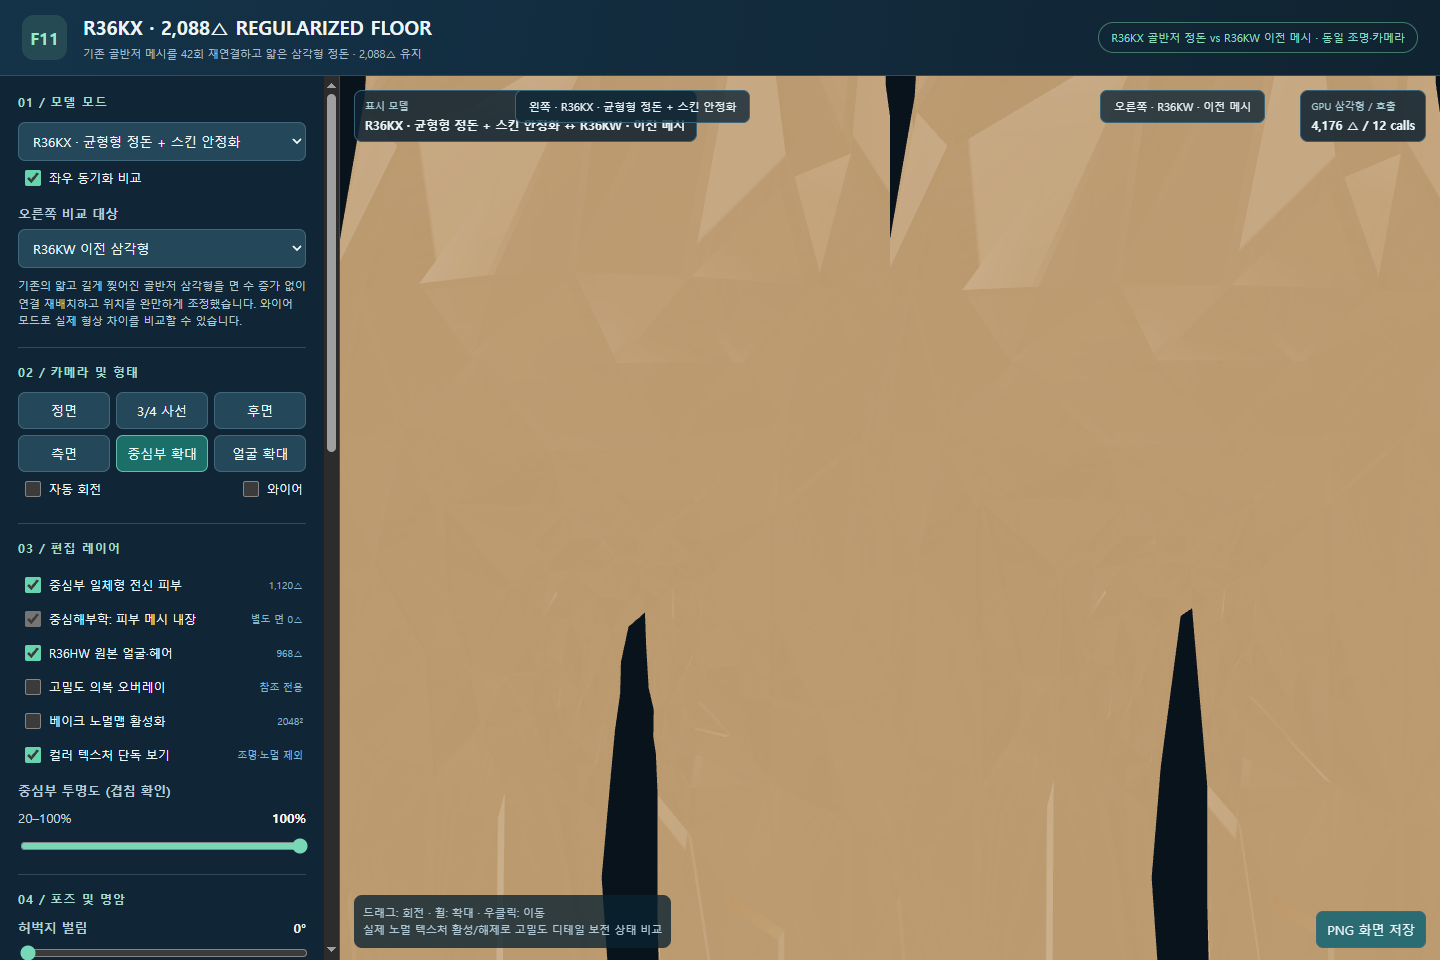 F11
R36KX · 2,088△ REGULARIZED FLOOR
기존 골반저 메시를 42회 재연결하고 얇은 삼각형 정돈 · 2,088△ 유지
R36KX 골반저 정돈 vs R36KW 이전 메시 · 동일 조명·카메라
01 / 모델 모드
R36KX · 균형형 정돈 + 스킨 안정화
좌우 동기화 비교
오른쪽 비교 대상
R36KW 이전 삼각형
기존의 얇고 길게 찢어진 골반저 삼각형을 면 수 증가 없이
연결 재배치하고 위치를 완만하게 조정했습니다. 와이어
모드로 실제 형상 차이를 비교할 수 있습니다.
02 / 카메라 및 형태
정면
3/4 사선
후면
측면
중심부 확대
얼굴 확대
자동 회전
와이어
03 / 편집 레이어
중심부 일체형 전신 피부
1,120△
중심해부학: 피부 메시 내장
별도 면 0△
R36HW 원본 얼굴·헤어
968△
고밀도 의복 오버레이
참조 전용
베이크 노멀맵 활성화
2048²
컬러 텍스처 단독 보기
조명·노멀 제외
중심부 투명도 (겹침 확인)
20–100%
100%
04 / 포즈 및 명암
허벅지 벌림
0°
표시 모델
R36KX · 균형형 정돈 + 스킨 안정화 ↔ R36KW · 이전 메시
왼쪽 · R36KX · 균형형 정돈 + 스킨 안정화
오른쪽 · R36KW · 이전 메시
GPU 삼각형 / 호출
4,176 △ / 12 calls
드래그: 회전 · 휠: 확대 · 우클릭: 이동
실제 노멀 텍스처 활성/해제로 고밀도 디테일 보전 상태 비교
PNG 화면 저장